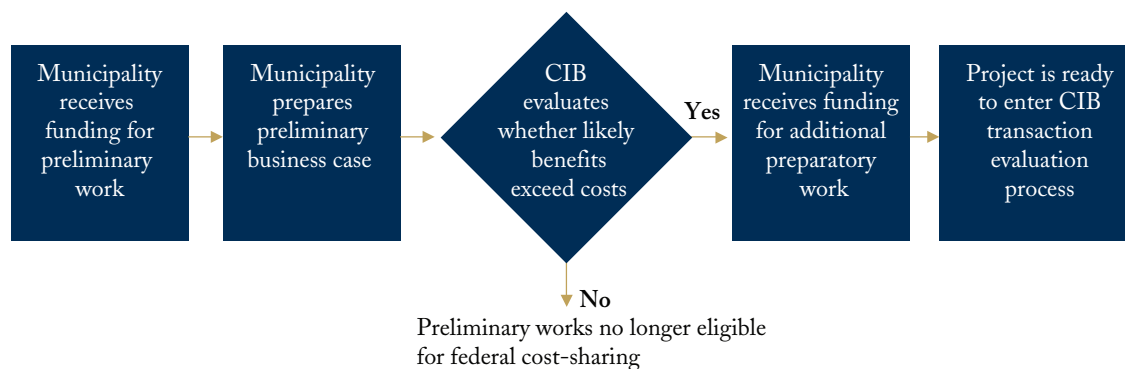 Municipality
receives
funding for
preliminary
work
Municipality
prepares
preliminary
business case
CIB
evaluates
whether likely
benefits
exceed costs
Yes
Municipality
receives funding
for additional
preparatory
work
Project is ready
to enter CIB
transaction
evaluation
process
No
Preliminary works no longer eligible
for federal cost-sharing